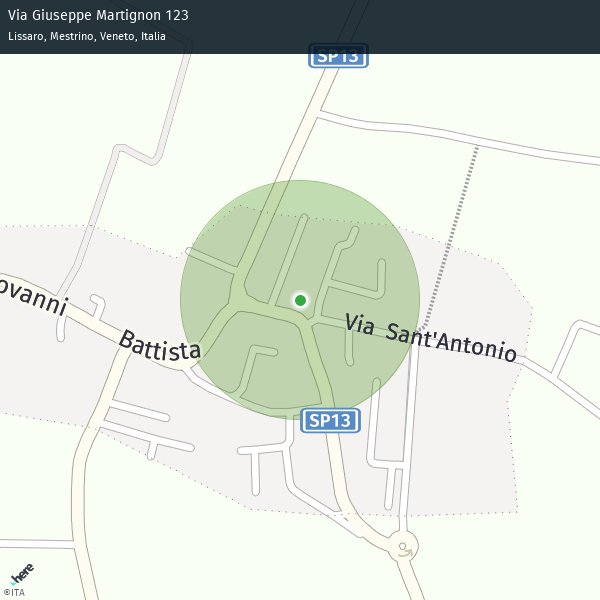 Via Giuseppe Martignon 123
Lissaro, Mestrino, Veneto, Italia
SP13
ovanni
Battista
Via Sant'Antonio
SP13
here
©ITA